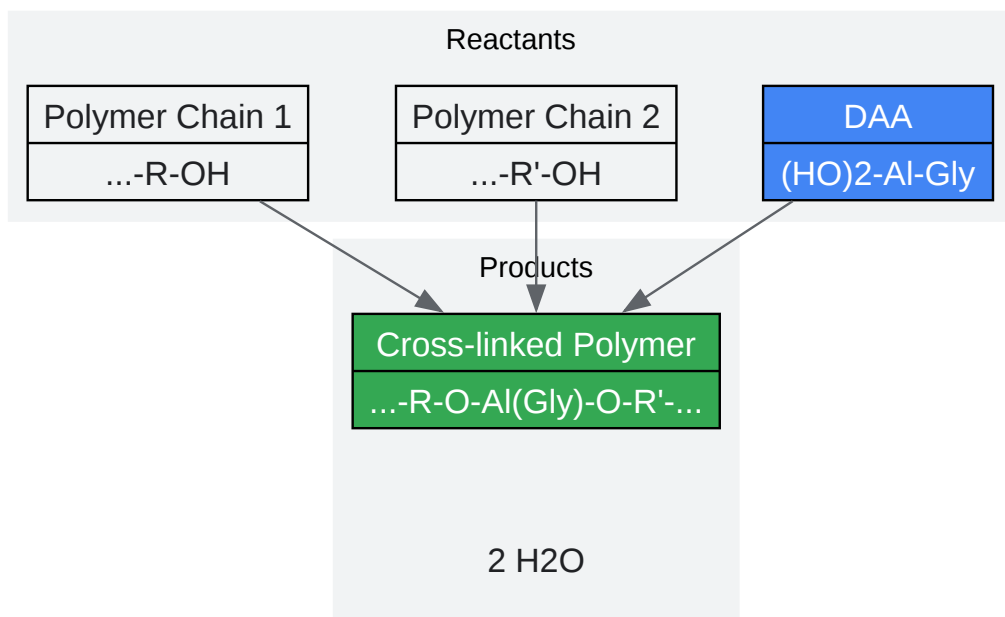 Reactants
Polymer Chain 1
...-R-OH
Polymer Chain 2
...-R'-OH
DAA
(HO)2-Al-Gly
Products
Cross-linked Polymer
...-R-O-Al(Gly)-O-R'-...
2 H2O